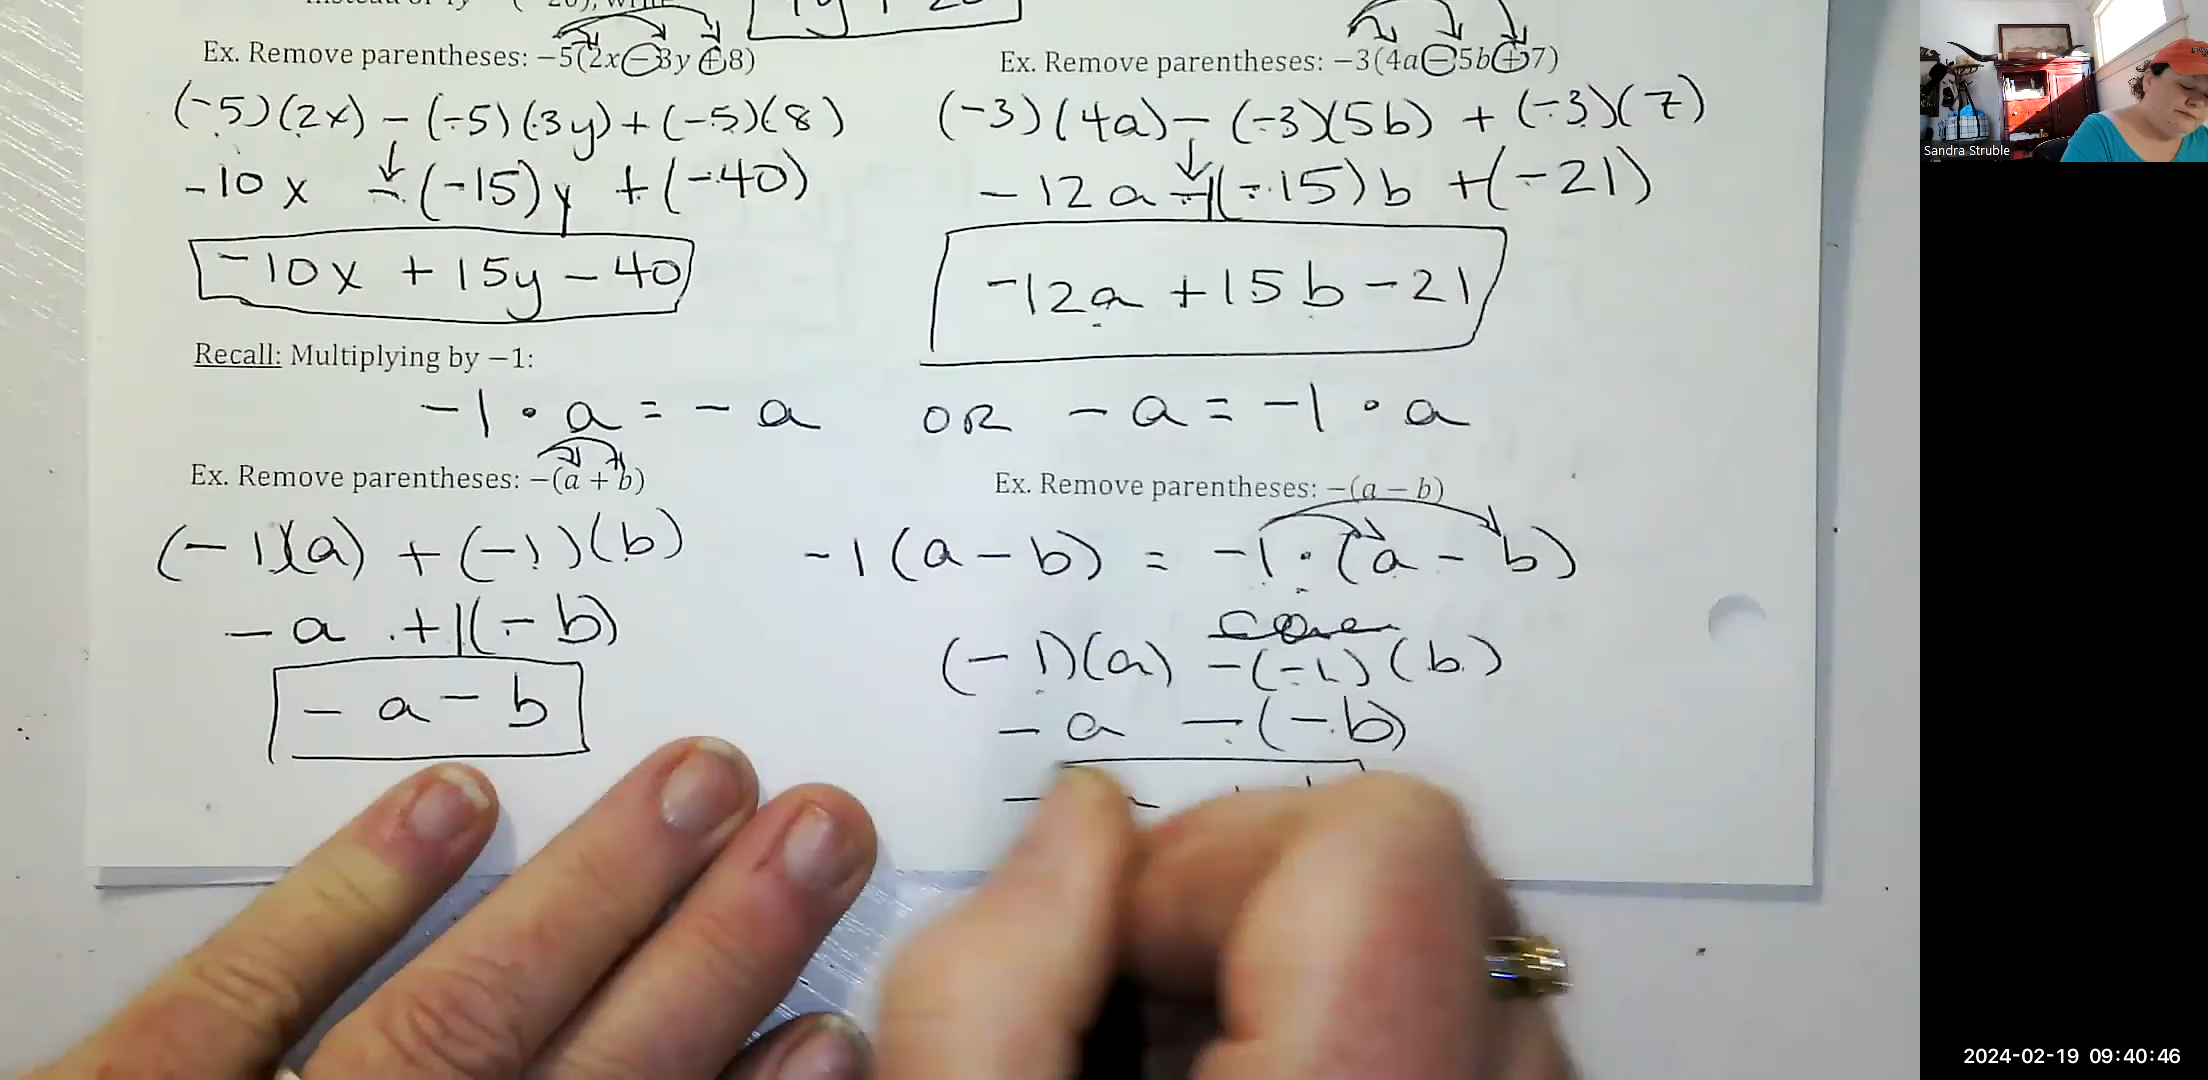 Ex. Remove parentheses: −5(2x − 3y + 8)
(-5)(2x) − (-5)(3y) + (-5)(8)
-10x − (-15)y + (-40)
-10x + 15y − 40
Ex. Remove parentheses: −3(4a − 5b + 7)
(-3)(4a) − (-3)(5b) + (-3)(7)
-12a − (-15)b + (-21)
-12a + 15b − 21
Recall: Multiplying by −1:
-1 • a = -a OR -a = -1 • a
Ex. Remove parentheses: −(a + b)
(-1)(a) + (-1)(b)
-a + (-b)
-a - b
Ex. Remove parentheses: −(a − b)
-1(a − b) = -1 • (a − b)
(-1)(a) − (-1)(b)
-a − (-b)
Sandra Struble
2024-02-19 09:40:46